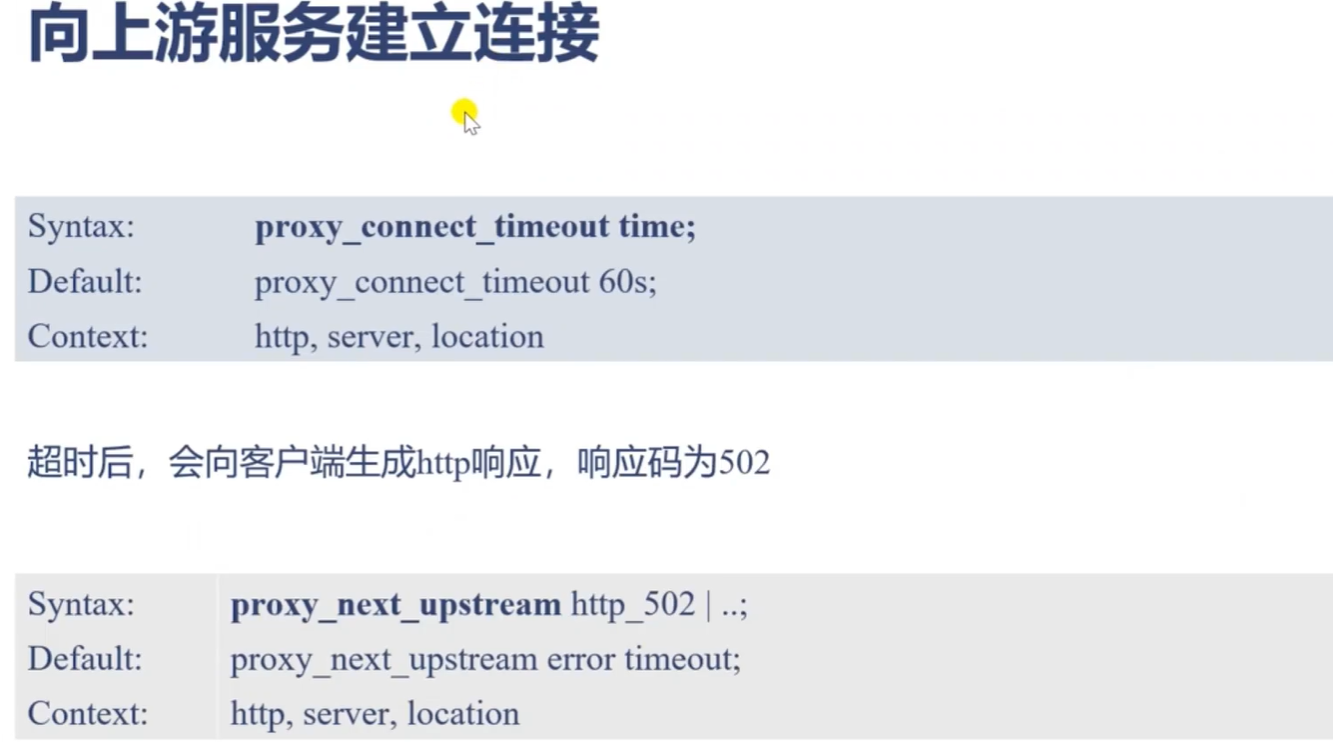 向上游服务建立连接
Syntax: proxy_connect_timeout time;
Default: proxy_connect_timeout 60s;
Context: http, server, location
超时后，会向客户端生成http响应，响应码为502
Syntax: proxy_next_upstream http_502 | ..;
Default: proxy_next_upstream error timeout;
Context: http, server, location